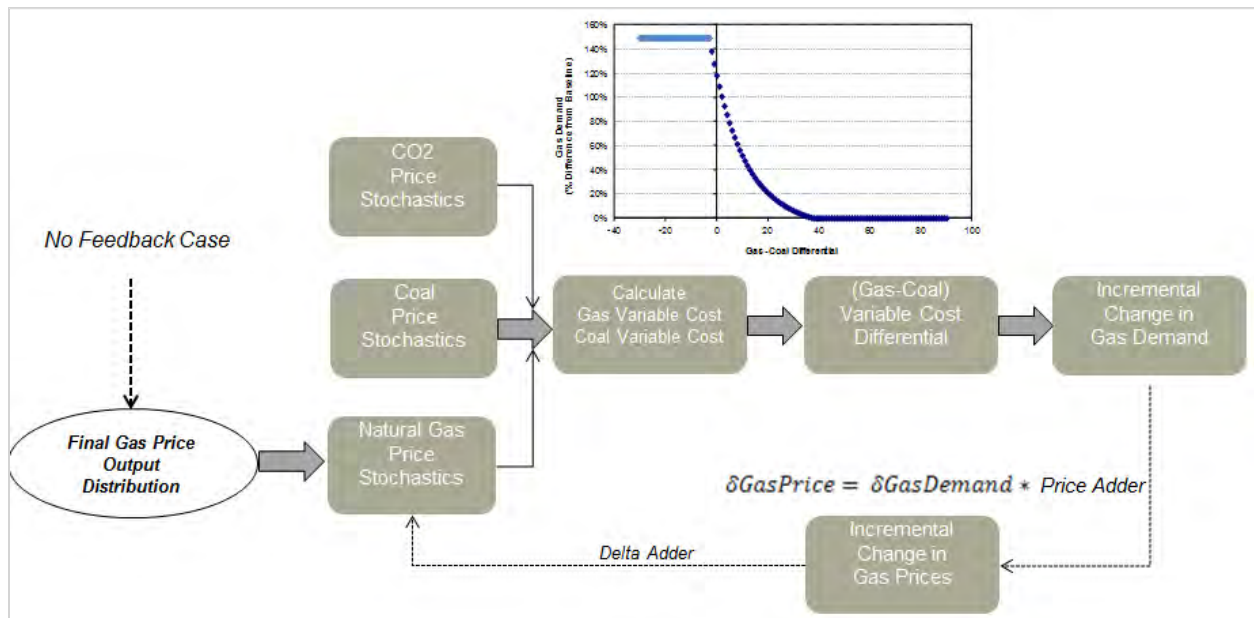 160%
140%
120%
100%
80%
60%
40%
20%
0%
Gas Demand
(% Difference from Baseline)
-40
-20
0
20
40
60
80
100
Gas-Coal Differential
CO2
Price
Stochastics
No Feedback Case
Coal
Price
Stochastics
Calculate
Gas Variable Cost
Coal Variable Cost
(Gas-Coal)
Variable Cost
Differential
Incremental
Change in
Gas Demand
Final Gas Price
Output
Distribution
Natural Gas
Price
Stochastics
δGasPrice = δGasDemand * Price Adder
Delta Adder
Incremental
Change in
Gas Prices